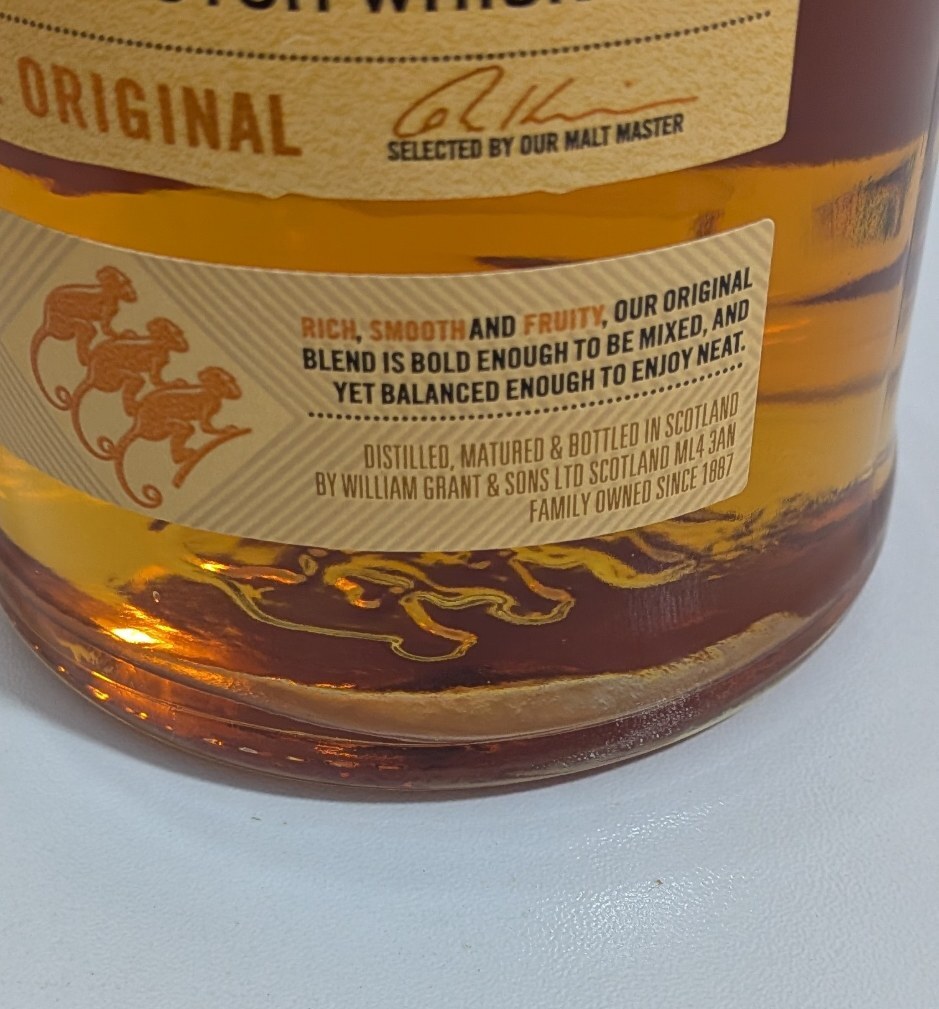 ORIGINAL
SELECTED BY OUR MALT MASTER
RICH, SMOOTH AND FRUITY, OUR ORIGINAL
BLEND IS BOLD ENOUGH TO BE MIXED, AND
YET BALANCED ENOUGH TO ENJOY NEAT.
DISTILLED, MATURED & BOTTLED IN SCOTLAND
BY WILLIAM GRANT & SONS LTD SCOTLAND ML4 3AN
FAMILY OWNED SINCE 1887